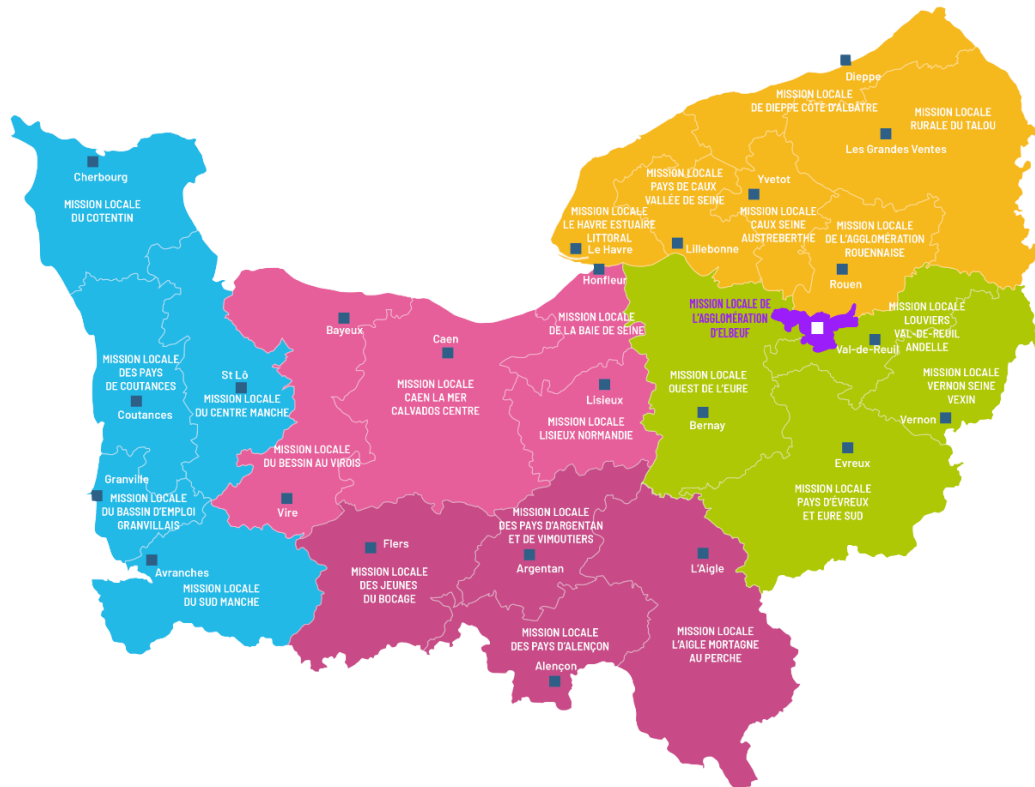 Dieppe
MISSION LOCALE
DE DIEPPE CÔTE D'ALBÂTRE
MISSION LOCALE
RURALE DU TALOU
Les Grandes Ventes
Cherbourg
MISSION LOCALE
DU COTENTIN
MISSION LOCALE
PAYS DE CAUX
VALLÉE DE SEINE
Yvetot
MISSION LOCALE
CAUX SEINE
AUSTREBERTHE
MISSION LOCALE
LE HAVRE ESTUAIRE
LITTORAL
Le Havre
Lillebonne
MISSION LOCALE
DE L'AGGLOMÉRATION
ROUENNAISE
Rouen
Honfleur
MISSION LOCALE DE
L'AGGLOMÉRATION
D'ELBEUF
MISSION LOCALE
LOUVIERS
VAL-DE-REUIL
ANDELLE
Val-de-Reuil
Bayeux
Caen
MISSION LOCALE
DE LA BAIE DE SEINE
MISSION LOCALE
DES PAYS
DE COUTANCES
Coutances
St Lô
MISSION LOCALE
DU CENTRE MANCHE
MISSION LOCALE
CAEN LA MER
CALVADOS CENTRE
Lisieux
MISSION LOCALE
LISIEUX NORMANDIE
MISSION LOCALE
OUEST DE L'EURE
Bernay
MISSION LOCALE
VERNON SEINE
VEXIN
Vernon
MISSION LOCALE
DU BESSIN AU VIROIS
Vire
Evreux
MISSION LOCALE
PAYS D'ÉVREUX
ET EURE SUD
Granville
MISSION LOCALE
DU BASSIN D'EMPLOI
GRANVILLAIS
Avranches
MISSION LOCALE
DU SUD MANCHE
Flers
MISSION LOCALE
DES JEUNES
DU BOCAGE
MISSION LOCALE
DES PAYS D'ARGENTAN
ET DE VIMOUTIERS
Argentan
L'Aigle
MISSION LOCALE
DES PAYS D'ALENÇON
Alençon
MISSION LOCALE
L'AIGLE MORTAGNE
AU PERCHE